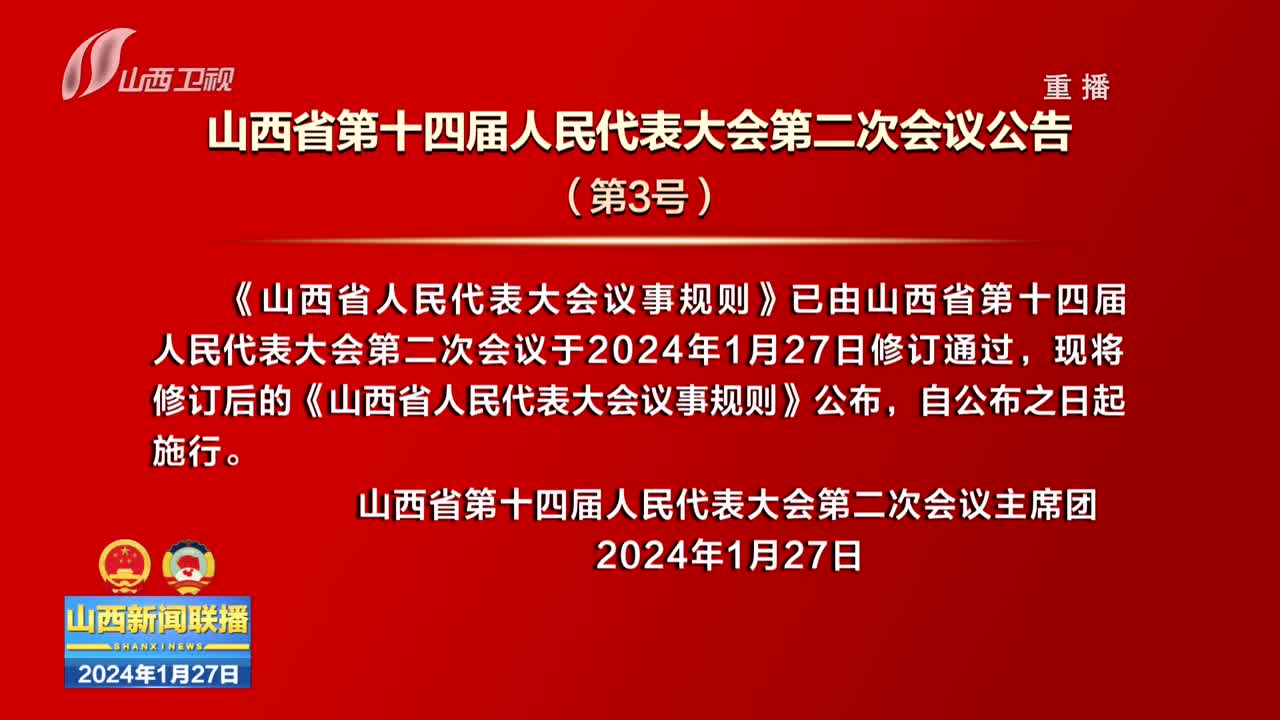 山西卫视
重播
山西省第十四届人民代表大会第二次会议公告
（第3号）
《山西省人民代表大会议事规则》已由山西省第十四届
人民代表大会第二次会议于2024年1月27日修订通过，现将
修订后的《山西省人民代表大会议事规则》公布，自公布之日起
施行。
山西省第十四届人民代表大会第二次会议主席团
2024年1月27日
山西新闻联播
SHANXI NEWS
2024年1月27日